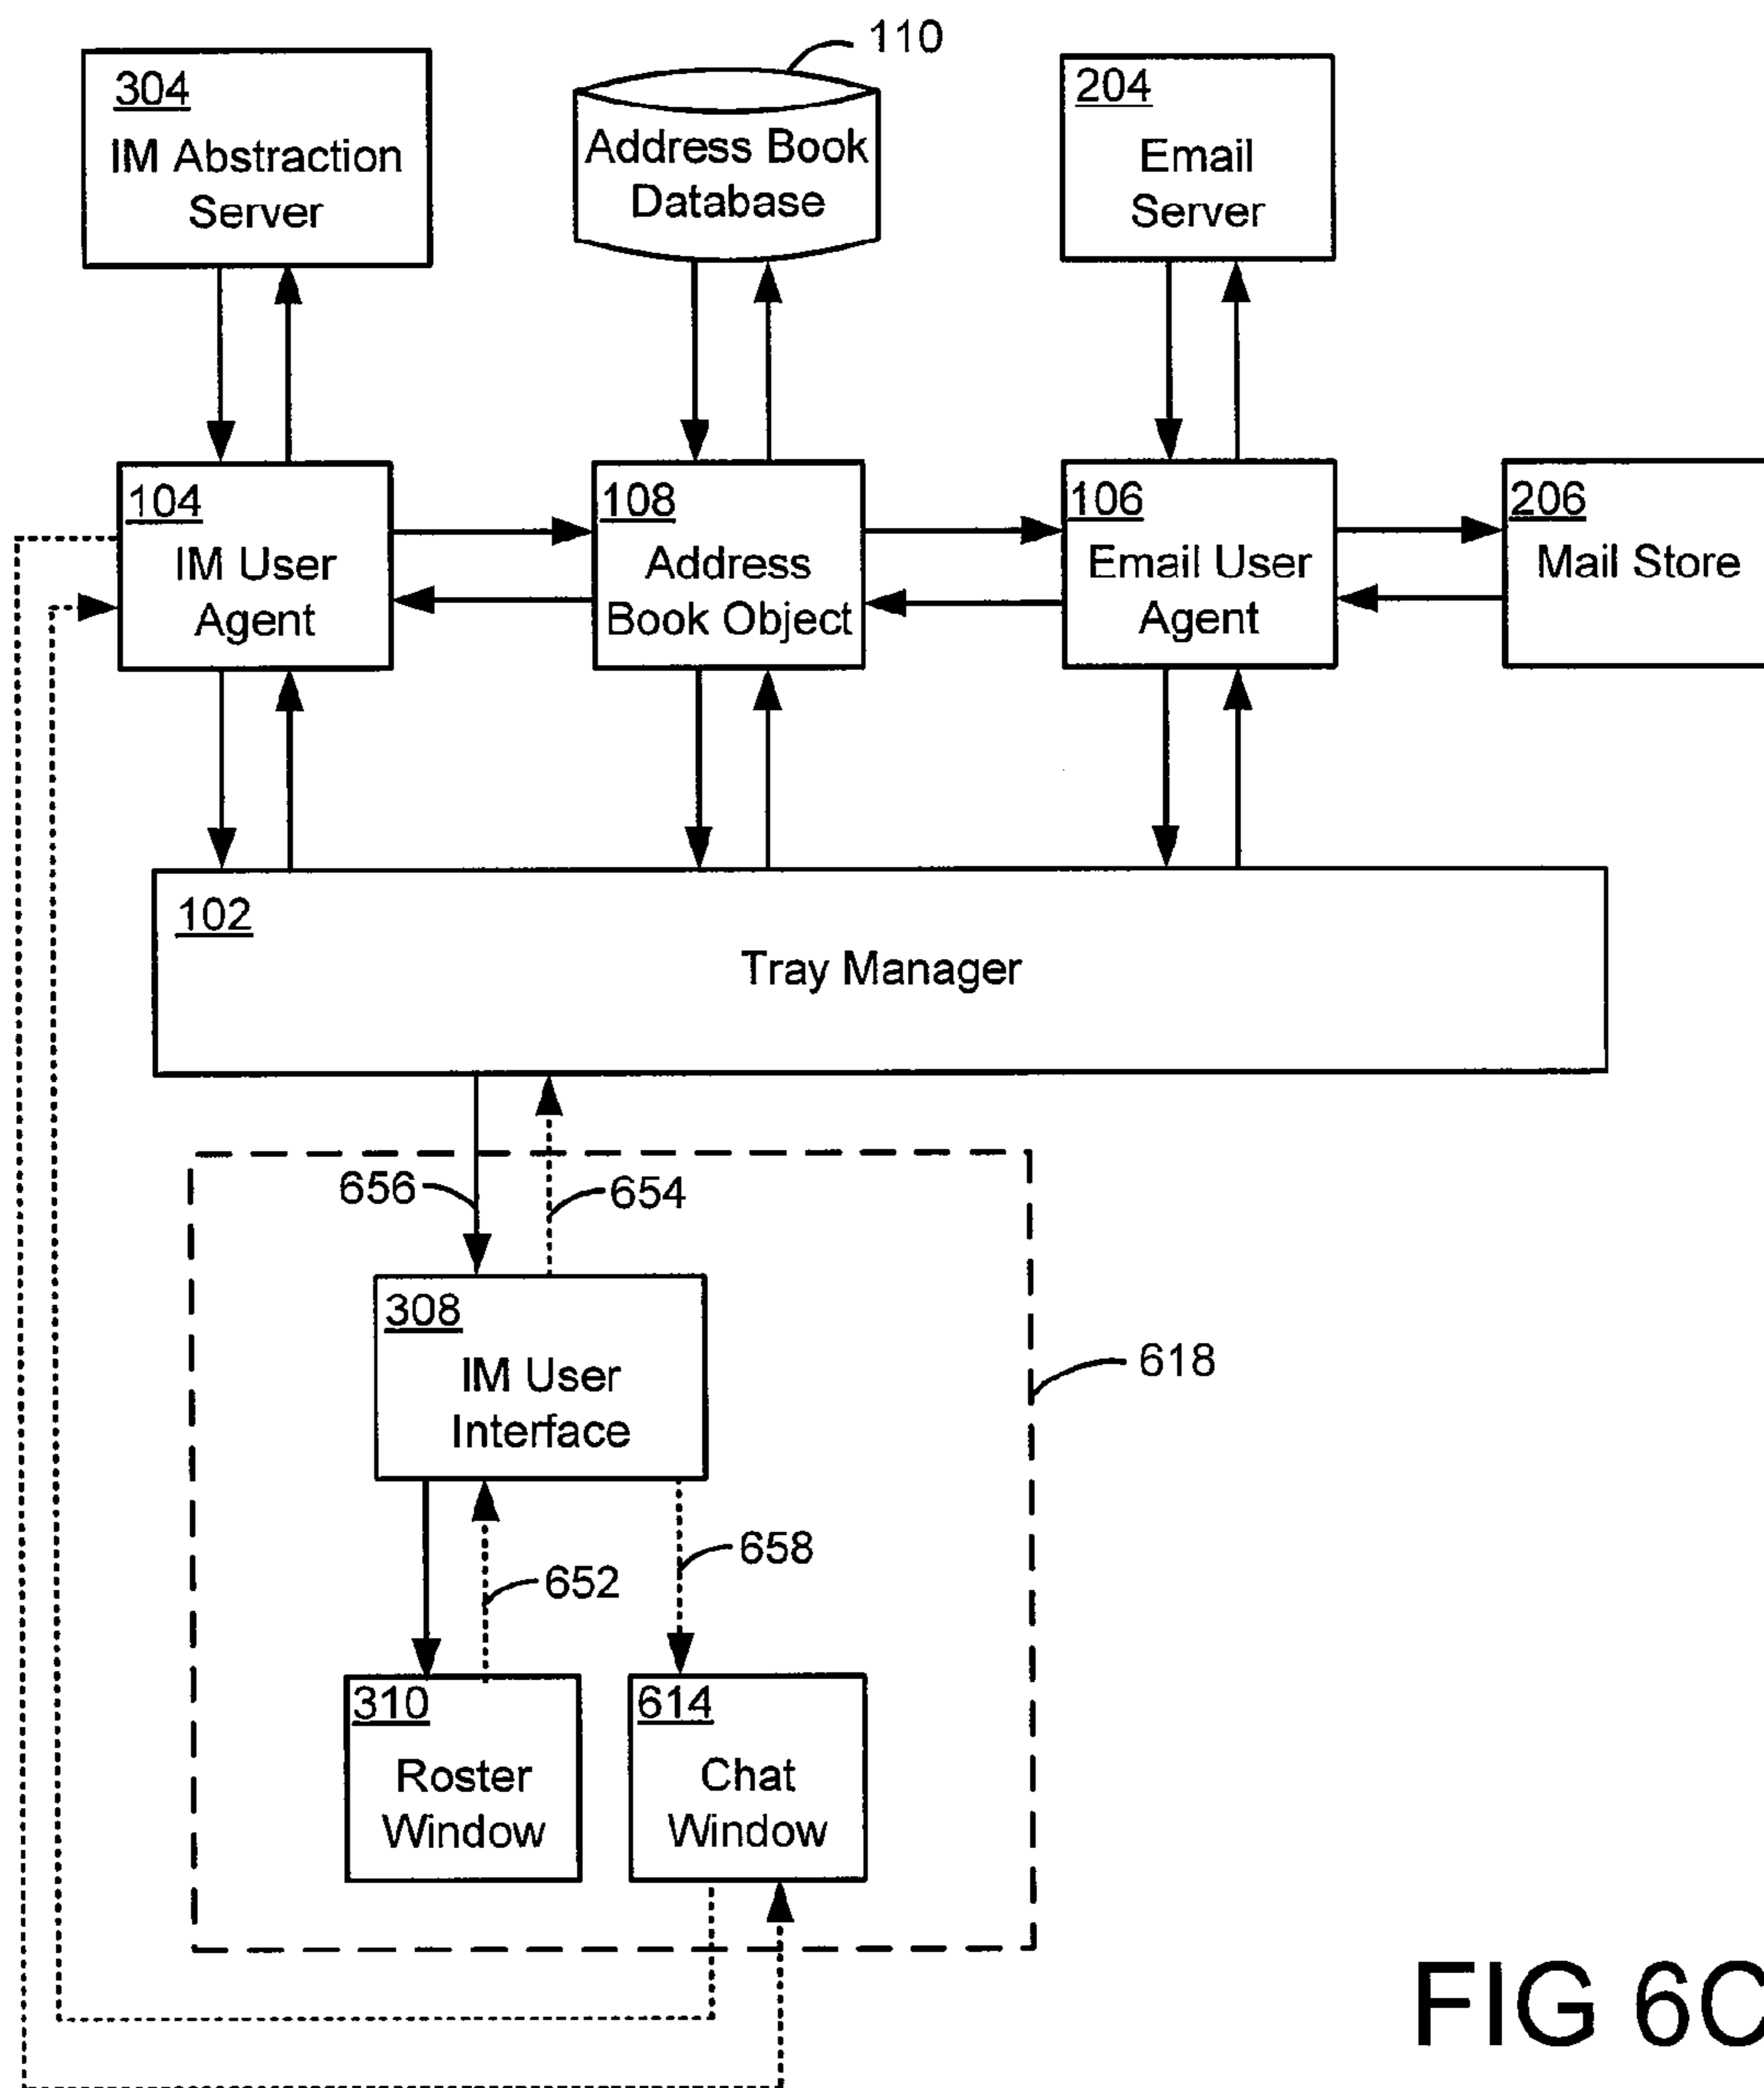 110
304
IM Abstraction
Server
Address Book
Database
204
Email
Server
104
IM User
Agent
108
Address
Book Object
106
Email User
Agent
206
Mail Store
102
Tray Manager
656
654
308
IM User
Interface
618
658
652
310
Roster
Window
614
Chat
Window
FIG 6C